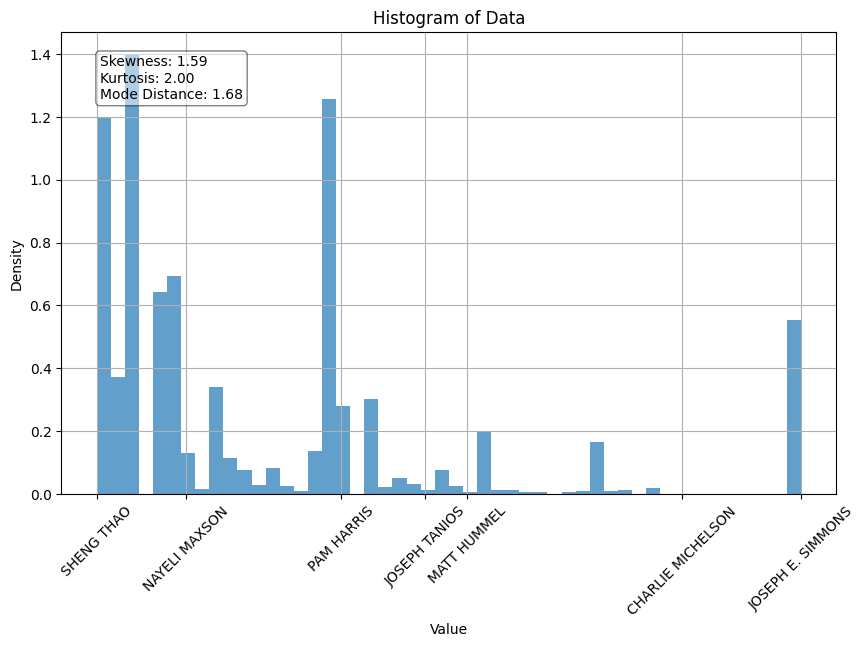 Histogram of Data
Skewness: 1.59
Kurtosis: 2.00
Mode Distance: 1.68
Density
1.4
1.2
1.0
0.8
0.6
0.4
0.2
0.0
SHENG THAO
NAYELI MAXSON
PAM HARRIS
JOSEPH TANIOS
MATT HUMMEL
CHARLIE MICHELSON
JOSEPH E. SIMMONS
Value